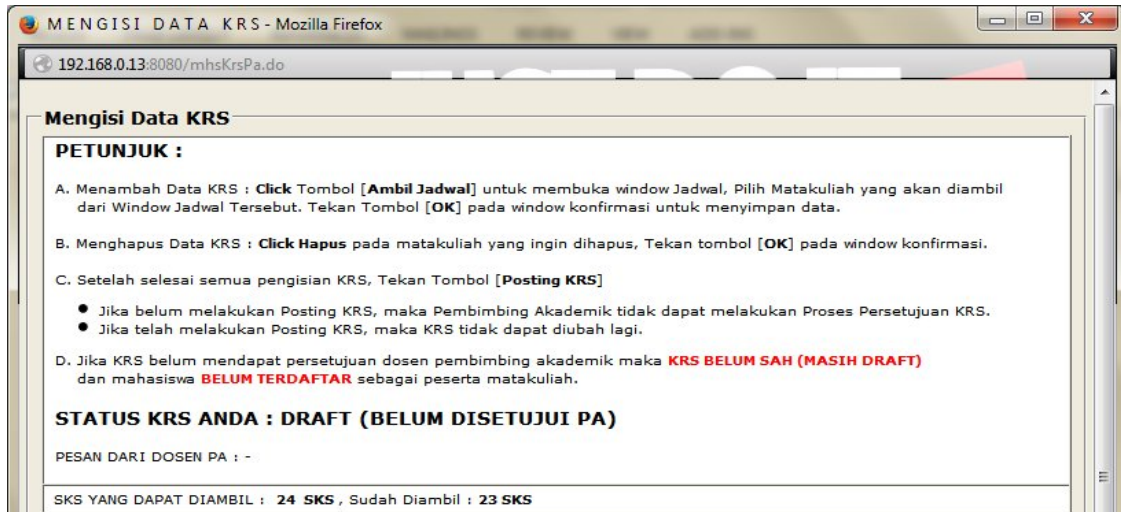 M E N G I S I D A T A K R S - Mozilla Firefox
192.168.0.13:8080/mhsKrsPa.do
Mengisi Data KRS
PETUNJUK :
A. Menambah Data KRS : Click Tombol [Ambil Jadwal] untuk membuka window Jadwal, Pilih Matakuliah yang akan diambil
dari Window Jadwal Tersebut. Tekan Tombol [OK] pada window konfirmasi untuk menyimpan data.
B. Menghapus Data KRS : Click Hapus pada matakuliah yang ingin dihapus, Tekan tombol [OK] pada window konfirmasi.
C. Setelah selesai semua pengisian KRS, Tekan Tombol [Posting KRS]
● Jika belum melakukan Posting KRS, maka Pembimbing Akademik tidak dapat melakukan Proses Persetujuan KRS.
● Jika telah melakukan Posting KRS, maka KRS tidak dapat diubah lagi.
D. Jika KRS belum mendapat persetujuan dosen pembimbing akademik maka KRS BELUM SAH (MASIH DRAFT)
dan mahasiswa BELUM TERDAFTAR sebagai peserta matakuliah.
STATUS KRS ANDA : DRAFT (BELUM DISETUJUI PA)
PESAN DARI DOSEN PA : -
SKS YANG DAPAT DIAMBIL : 24 SKS , Sudah Diambil : 23 SKS